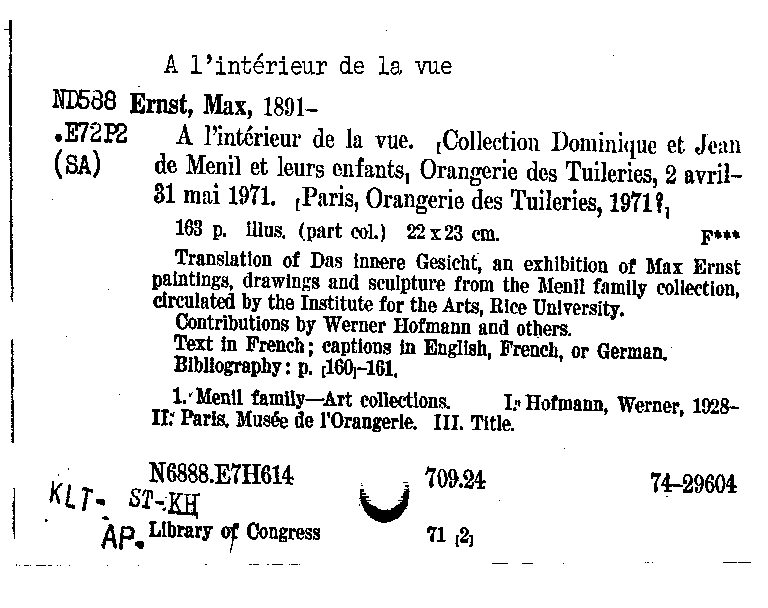 A l'intérieur de la vue
ND588 Ernst, Max, 1891–
.E72P2 A l'intérieur de la vue. [Collection Dominique et Jean
(SA) de Menil et leurs enfants] Orangerie des Tuileries, 2 avril–
31 mai 1971. [Paris, Orangerie des Tuileries, 1971?]
163 p. illus. (part col.) 22 x 23 cm. F***
Translation of Das innere Gesicht, an exhibition of Max Ernst
paintings, drawings and sculpture from the Menil family collection,
circulated by the Institute for the Arts, Rice University.
Contributions by Werner Hofmann and others.
Text in French; captions in English, French, or German.
Bibliography: p. [160]–161.
1. Menil family—Art collections. I. Hofmann, Werner, 1928–
II. Paris. Musée de l'Orangerie. III. Title.
N6888.E7H614 709.24 74–29604
KLT- ST-KH
AP. Library of Congress 71 [2]